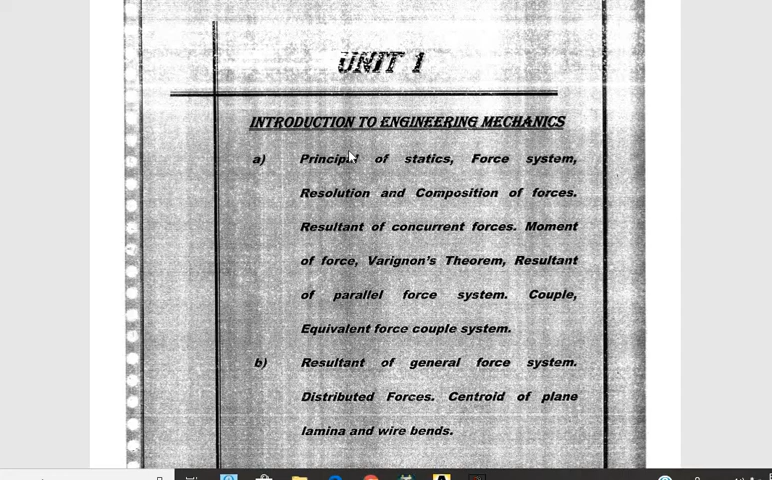 UNIT 1
INTRODUCTION TO ENGINEERING MECHANICS
a) Principle of statics, Force system,
Resolution and Composition of forces.
Resultant of concurrent forces. Moment
of force, Varignon's Theorem, Resultant
of parallel force system. Couple,
Equivalent force couple system.
b) Resultant of general force system.
Distributed Forces. Centroid of plane
lamina and wire bends.